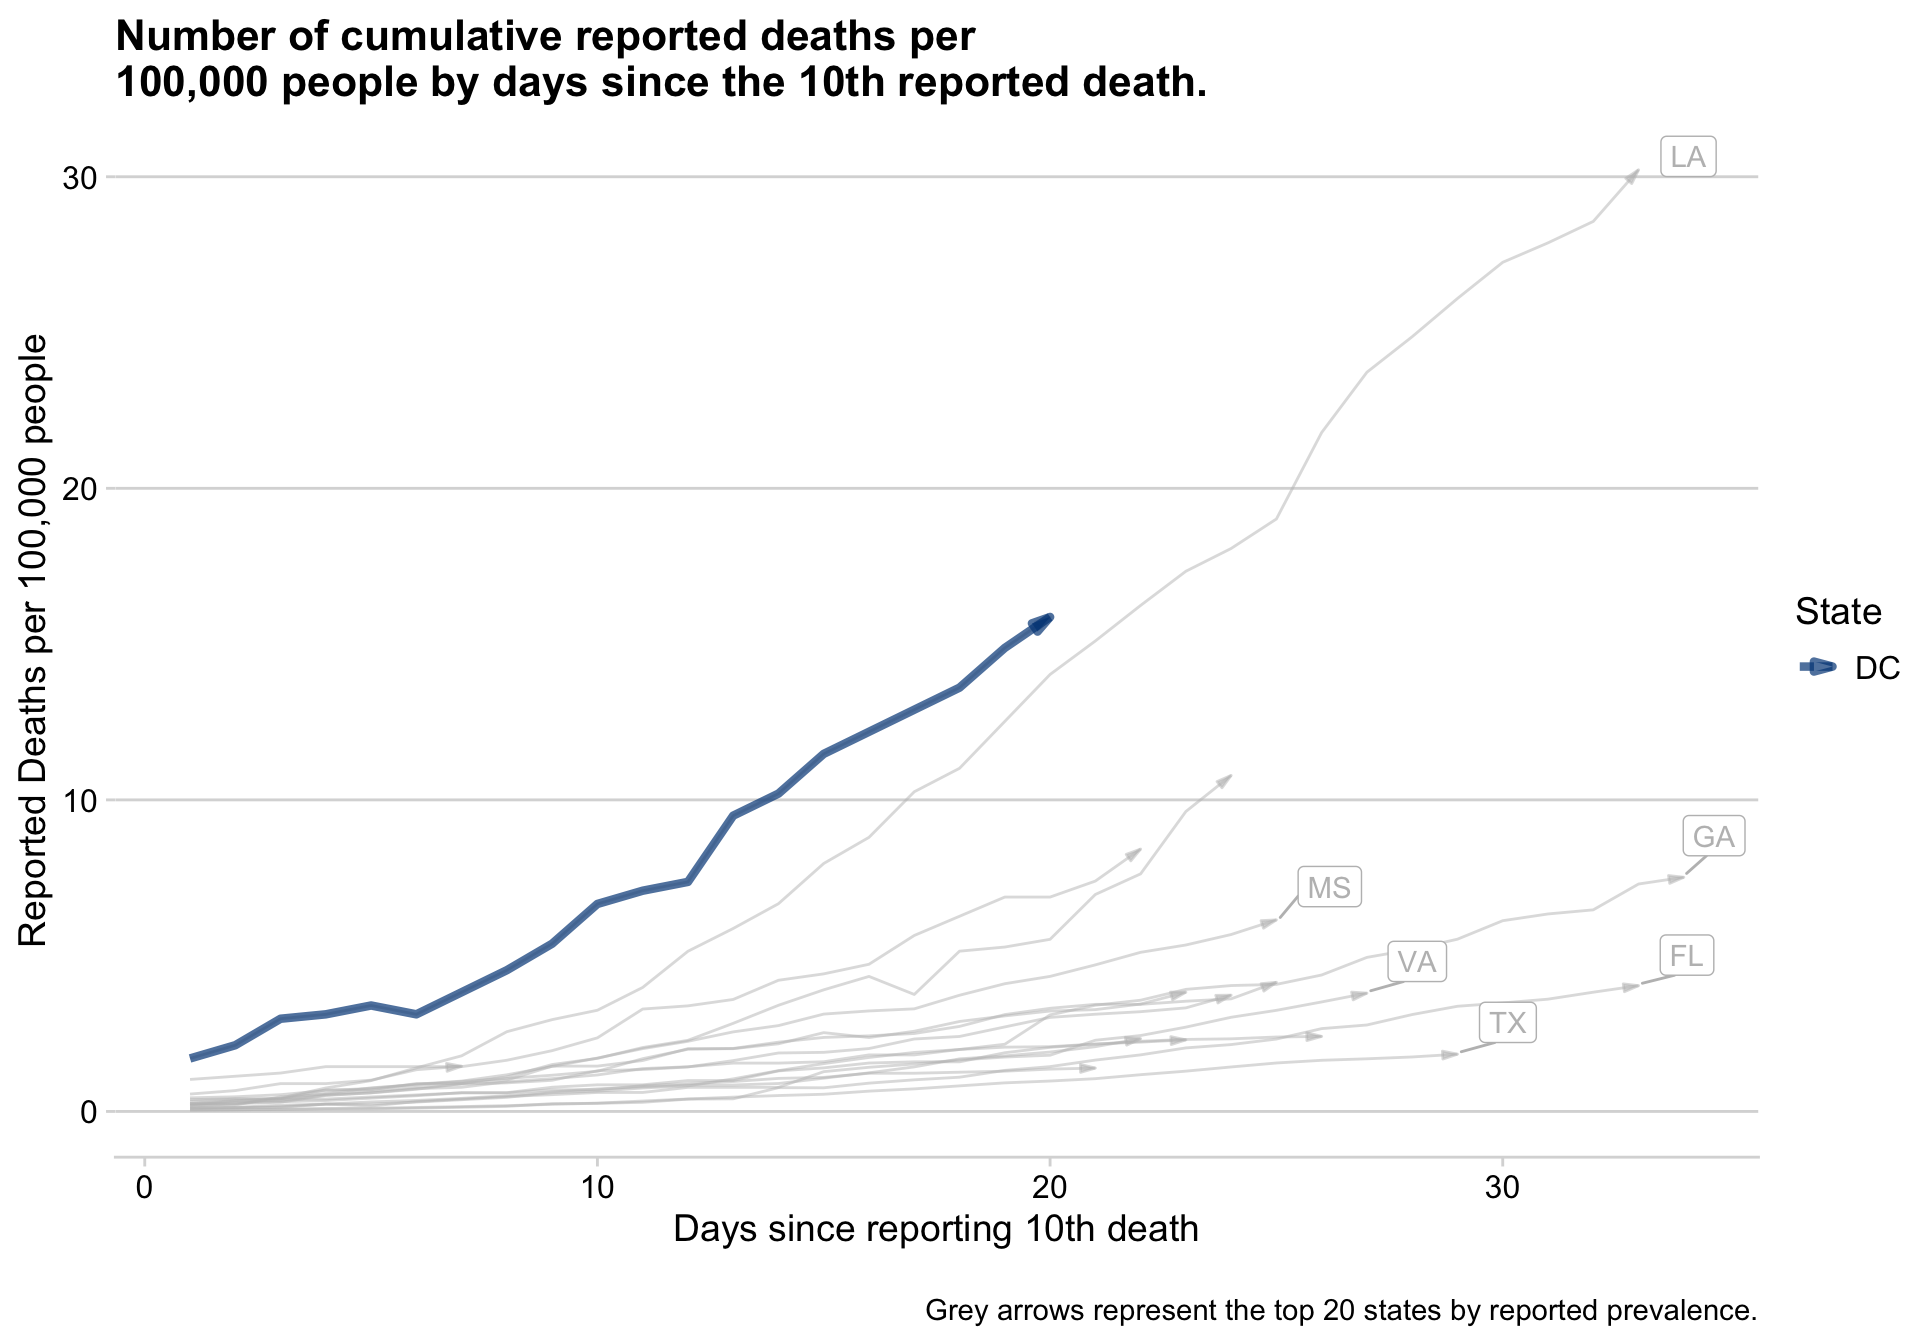 Number of cumulative reported deaths per
100,000 people by days since the 10th reported death.
Reported Deaths per 100,000 people
30
20
10
0
LA
GA
MS
VA
FL
TX
State
DC
0
10
20
30
Days since reporting 10th death
Grey arrows represent the top 20 states by reported prevalence.